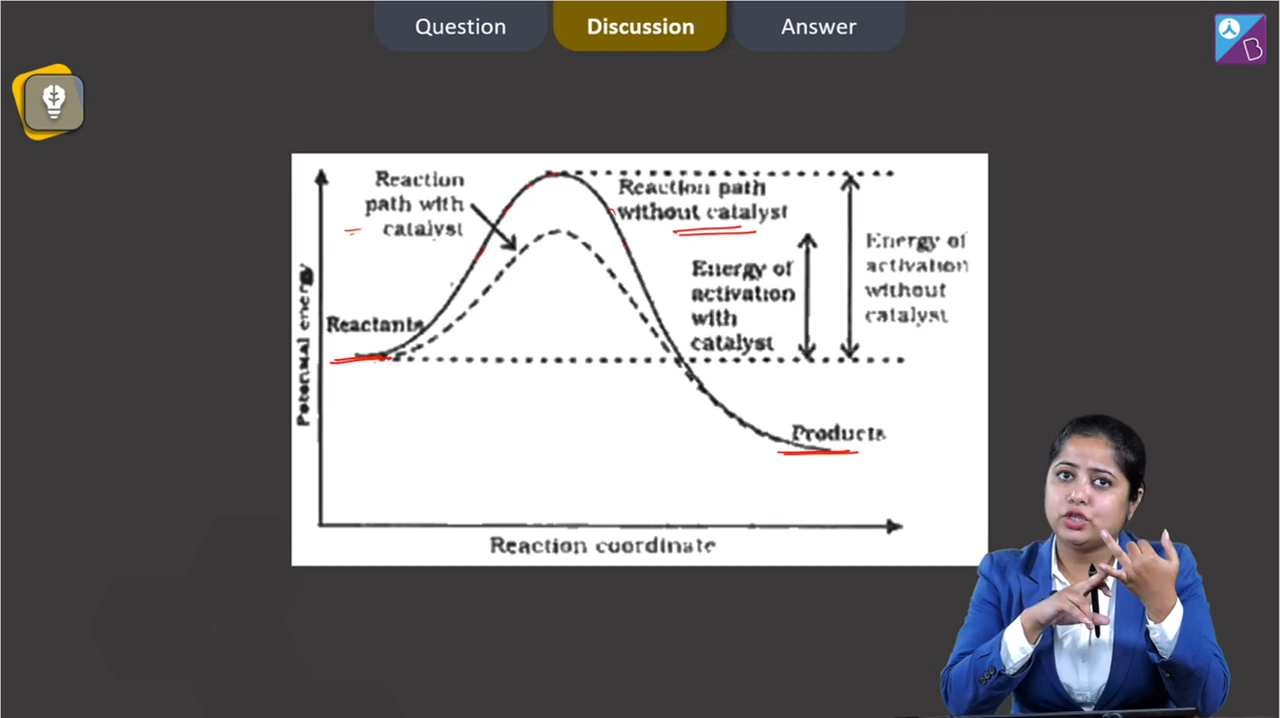 Question
Discussion
Answer
B
Reaction
path with
catalyst
Reaction path
without catalyst
Energy of
activation
with
catalyst
Energy of
activation
without
catalyst
Reactants
Potential energy
Products
Reaction coordinate